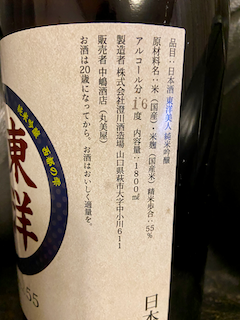 品目：日本酒 東洋美人 純米吟醸
原材料名：米（国産）・米麹（国産米）精米歩合：55％
アルコール分16度 内容量：1800㎖
製造者 株式会社澄川酒造場 山口県萩市大字中小川611
販売者 中嶋酒店（丸美屋）
お酒は20歳になってから。お酒はおいしく適量を。
純米吟醸
東洋
55
日本